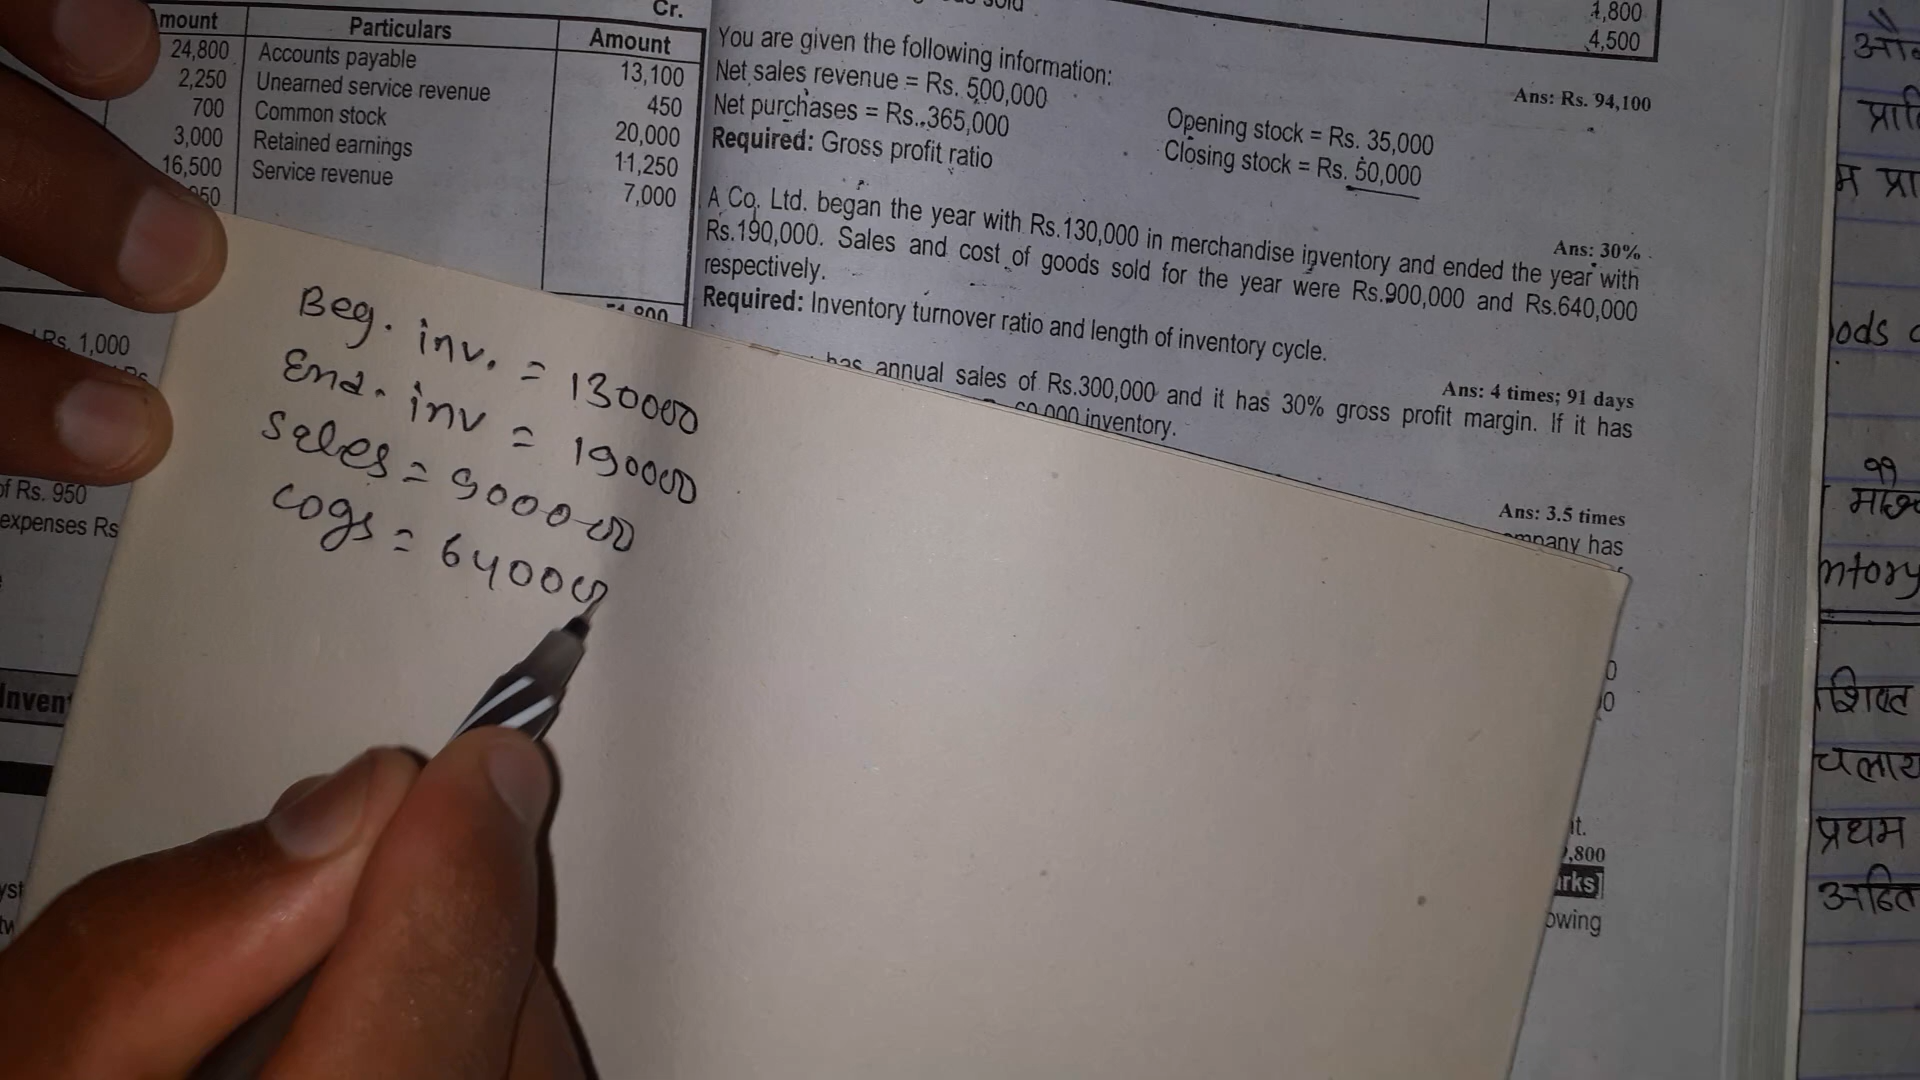 Cr.
mount Particulars Amount
24,800 Accounts payable 13,100
2,250 Unearned service revenue 450
700 Common stock 20,000
3,000 Retained earnings 11,250
16,500 Service revenue 7,000
1,800
4,500
Ans: Rs. 94,100
You are given the following information:
Net sales revenue = Rs. 500,000
Net purchases = Rs. 365,000
Opening stock = Rs. 35,000
Closing stock = Rs. 50,000
Required: Gross profit ratio
Ans: 30%
A Co. Ltd. began the year with Rs.130,000 in merchandise inventory and ended the year with
Rs.190,000. Sales and cost of goods sold for the year were Rs.900,000 and Rs.640,000
respectively.
Required: Inventory turnover ratio and length of inventory cycle.
Ans: 4 times; 91 days
has annual sales of Rs.300,000 and it has 30% gross profit margin. If it has
inventory.
Ans: 3.5 times
mpany has
Beg. inv. = 130000
End. inv = 190000
Sales = 900000
Cogs = 640000
Rs. 1,000
of Rs. 950
expenses Rs
Inven
,800
arks]
owing
ods
ntory
प्रथम